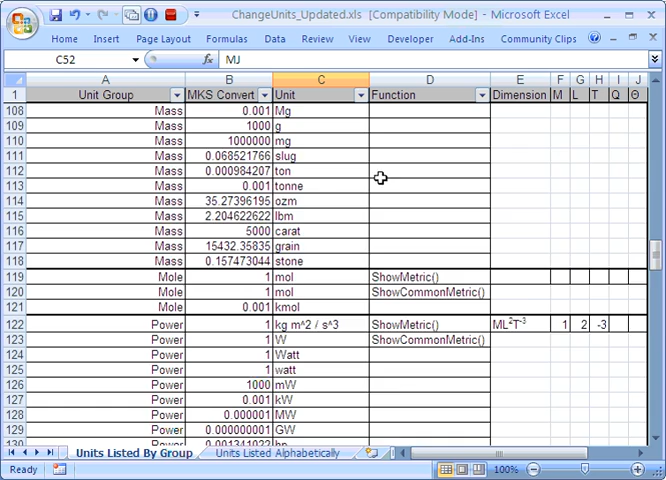 ChangeUnits_Updated.xls [Compatibility Mode] - Microsoft Excel
Home Insert Page Layout Formulas Data Review View Developer Add-Ins Community Clips
C52 MJ
A B C D E F G H I J
1 Unit Group MKS Convert Unit Function Dimension M L T Q Θ
108 Mass 0.001 Mg
109 Mass 1000 g
110 Mass 1000000 mg
111 Mass 0.068521766 slug
112 Mass 0.000984207 ton
113 Mass 0.001 tonne
114 Mass 35.27396195 ozm
115 Mass 2.204622622 lbm
116 Mass 5000 carat
117 Mass 15432.35835 grain
118 Mass 0.157473044 stone
119 Mole 1 mol ShowMetric()
120 Mole 1 mol ShowCommonMetric()
121 Mole 0.001 kmol
122 Power 1 kg m^2 / s^3 ShowMetric() ML²T⁻³ 1 2 -3
123 Power 1 W ShowCommonMetric()
124 Power 1 Watt
125 Power 1 watt
126 Power 1000 mW
127 Power 0.001 kW
128 Power 0.000001 MW
129 Power 0.000000001 GW
130 Power 0.001341022 hp
Units Listed By Group Units Listed Alphabetically
Ready 100%